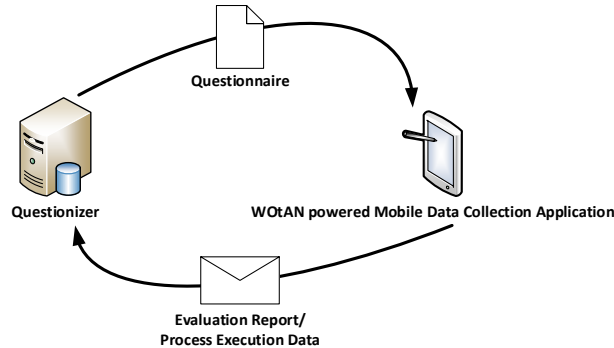 Questionnaire
Questionizer
WOtAN powered Mobile Data Collection Application
Evaluation Report/
Process Execution Data